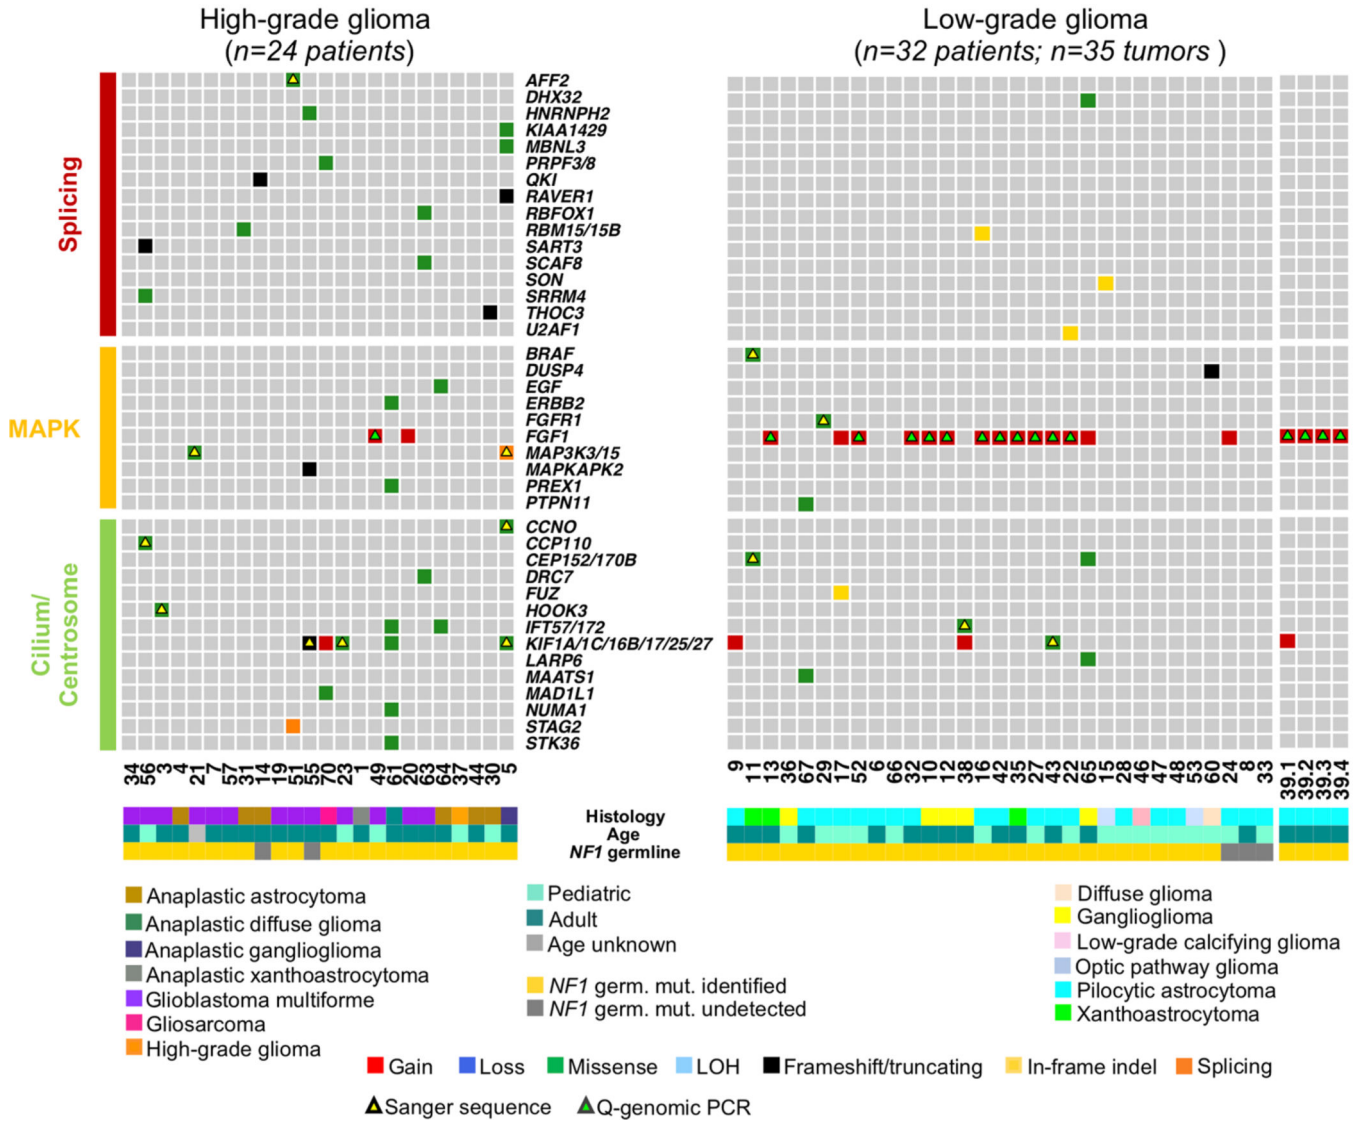 High-grade glioma
(n=24 patients)
Low-grade glioma
(n=32 patients; n=35 tumors )
Splicing
AFF2
DHX32
HNRNPH2
KIAA1429
MBNL3
PRPF3/8
QKI
RAVER1
RBFOX1
RBM15/15B
SART3
SCAF8
SON
SRRM4
THOC3
U2AF1
MAPK
BRAF
DUSP4
EGF
ERBB2
FGFR1
FGF1
MAP3K3/15
MAPKAPK2
PREX1
PTPN11
Cilium/
Centrosome
CCNO
CCP110
CEP152/170B
DRC7
FUZ
HOOK3
IFT57/172
KIF1A/1C/16B/17/25/27
LARP6
MAATS1
MAD1L1
NUMA1
STAG2
STK36
34 56 3 4 21 7 57 31 14 19 51 55 70 23 1 49 61 20 63 64 37 44 30 5
9 11 13 36 67 29 17 52 6 66 32 10 12 38 16 42 35 27 43 22 65 15 28 46 47 48 53 60 24 8 33
39.1 39.2 39.3 39.4
Histology
Age
NF1 germline
Anaplastic astrocytoma
Anaplastic diffuse glioma
Anaplastic ganglioglioma
Anaplastic xanthoastrocytoma
Glioblastoma multiforme
Gliosarcoma
High-grade glioma
Pediatric
Adult
Age unknown
NF1 germ. mut. identified
NF1 germ. mut. undetected
Diffuse glioma
Ganglioglioma
Low-grade calcifying glioma
Optic pathway glioma
Pilocytic astrocytoma
Xanthoastrocytoma
Gain Loss Missense LOH Frameshift/truncating In-frame indel Splicing
Sanger sequence Q-genomic PCR